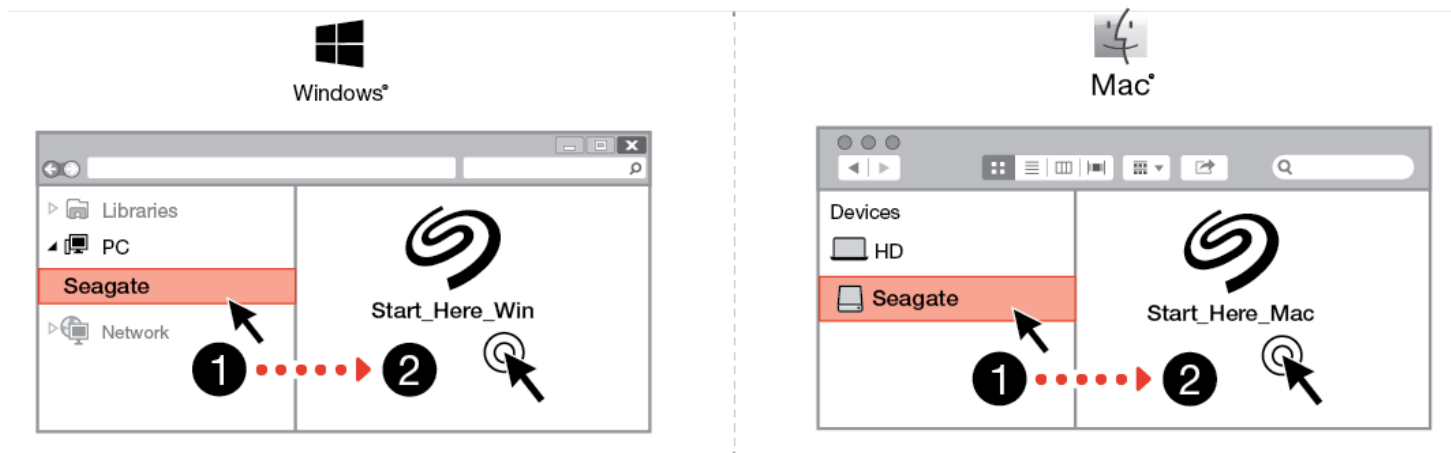 Windows®
Libraries
PC
Seagate
Network
Start_Here_Win
1
2
Mac®
Devices
HD
Seagate
Start_Here_Mac
1
2